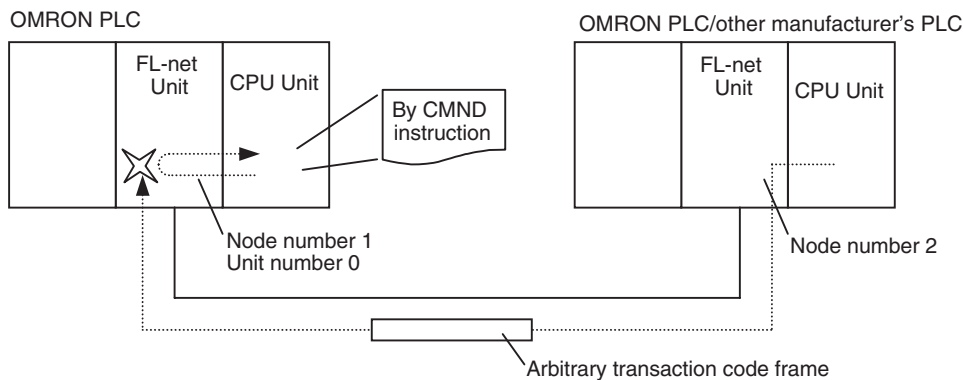 OMRON PLC
OMRON PLC/other manufacturer's PLC
FL-net
Unit
CPU Unit
By CMND
instruction
FL-net
Unit
CPU Unit
Node number 1
Unit number 0
Node number 2
Arbitrary transaction code frame